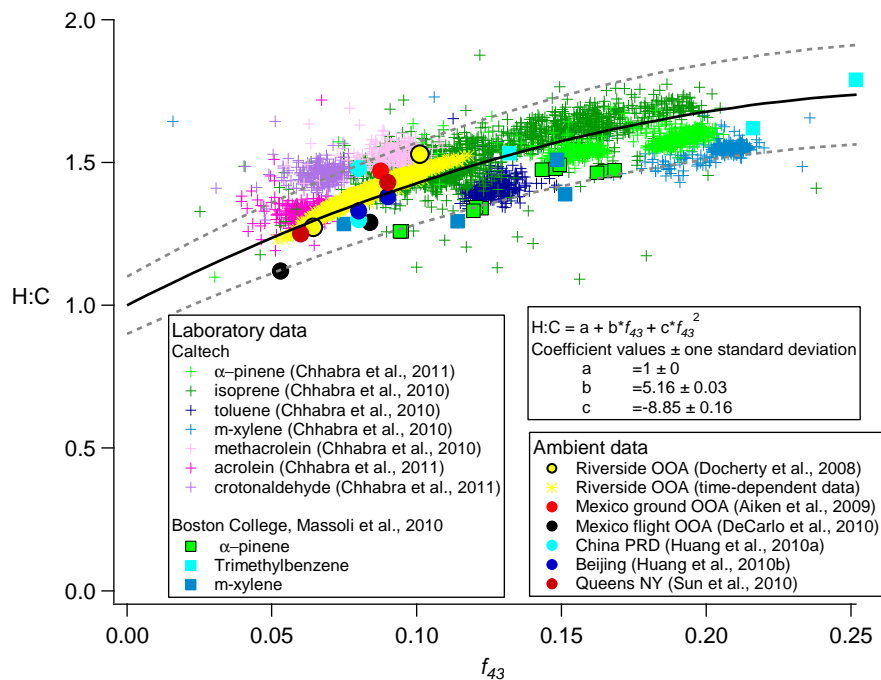 2.0
1.5
1.0
0.5
0.0
H:C
0.00
0.05
0.10
0.15
0.20
0.25
f43
Laboratory data
Caltech
α−pinene (Chhabra et al., 2011)
isoprene (Chhabra et al., 2010)
toluene (Chhabra et al., 2010)
m-xylene (Chhabra et al., 2010)
methacrolein (Chhabra et al., 2010)
acrolein (Chhabra et al., 2011)
crotonaldehyde (Chhabra et al., 2011)
Boston College, Massoli et al., 2010
α−pinene
Trimethylbenzene
m-xylene
H:C = a + b*f43 + c*f43^2
Coefficient values ± one standard deviation
a =1 ± 0
b =5.16 ± 0.03
c =-8.85 ± 0.16
Ambient data
Riverside OOA (Docherty et al., 2008)
Riverside OOA (time-dependent data)
Mexico ground OOA (Aiken et al., 2009)
Mexico flight OOA (DeCarlo et al., 2010)
China PRD (Huang et al., 2010a)
Beijing (Huang et al., 2010b)
Queens NY (Sun et al., 2010)